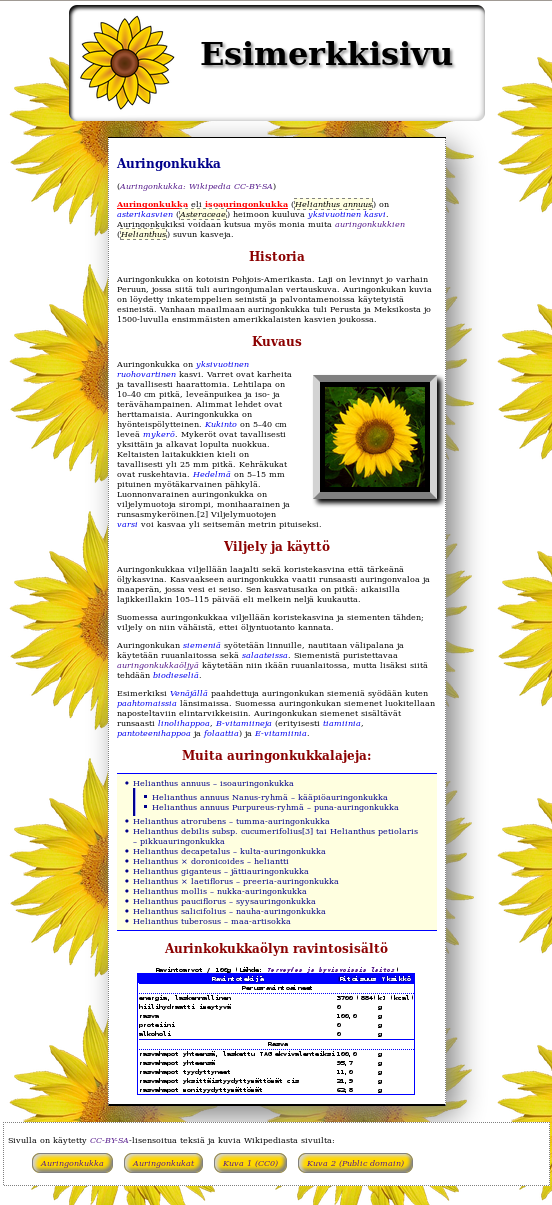 Esimerkkisivu
Auringonkukka
(Auringonkukka: Wikipedia CC-BY-SA)
Auringonkukka eli isoauringonkukka (Helianthus annuus) on
asterikasvien (Asteraceae) heimoon kuuluva yksivuotinen kasvi.
Auringonkukiksi voidaan kutsua myös monia muita auringonkukkien
(Helianthus) suvun kasveja.
Historia
Auringonkukka on kotoisin Pohjois-Amerikasta. Laji on levinnyt jo varhain
Peruun, jossa siitä tuli auringonjumalan vertauskuva. Auringonkukan kuvia
on löydetty inkatemppelien seinistä ja palvontamenoissa käytetyistä
esineistä. Vanhaan maailmaan auringonkukka tuli Perusta ja Meksikosta jo
1500-luvulla ensimmäisten amerikkalaisten kasvien joukossa.
Kuvaus
Auringonkukka on yksivuotinen
ruohovartinen kasvi. Varret ovat karheita
ja tavallisesti haarattomia. Lehtilapa on
10–40 cm pitkä, leveänpuikea ja iso- ja
terävähampainen. Alimmat lehdet ovat
herttamaisia. Auringonkukka on
hyönteispölytteinen. Kukinto on 5–40 cm
leveä mykerö. Mykeröt ovat tavallisesti
yksittäin ja alkavat lopulta nuokkua.
Keltaisten laitakukkien kieli on
tavallisesti yli 25 mm pitkä. Kehräkukat
ovat ruskehtavia. Hedelmä on 5–15 mm
pituinen myötäkarvainen pähkylä.
Luonnonvarainen auringonkukka on
viljelymuotoja sirompi, monihaarainen ja
runsasmykeröinen.[2] Viljelymuotojen
varsi voi kasvaa yli seitsemän metrin pituiseksi.
Viljely ja käyttö
Auringonkukkaa viljellään laajalti sekä koristekasvina että tärkeänä
öljykasvina. Kasvaakseen auringonkukka vaatii runsaasti auringonvaloa ja
maaperän, jossa vesi ei seiso. Sen kasvatusaika on pitkä: aikaisilla
lajikkeillakin 105–115 päivää eli melkein neljä kuukautta.
Suomessa auringonkukkaa viljellään koristekasvina ja siementen tähden;
viljely on niin vähäistä, ettei öljyntuotanto kannata.
Auringonkukan siemeniä syötetään linnuille, nautitaan välipalana ja
käytetään ruuanlaitossa sekä salaateissa. Siemenistä puristettavaa
auringonkukkaöljyä käytetään niin ikään ruuanlaitossa, mutta lisäksi siitä
tehdään biodieseliä.
Esimerkiksi Venäjällä paahdettuja auringonkukan siemeniä syödään kuten
paahtomaissia länsimaissa. Suomessa auringonkukan siemenet luokitellaan
naposteltaviin elintarvikkeisiin. Auringonkukan siemenet sisältävät
runsaasti linolihappoa, B-vitamiineja (erityisesti tiamiinia,
pantoteenihappoa ja folaattia) ja E-vitamiinia.
Muita auringonkukkalajeja:
• Helianthus annuus – isoauringonkukka
▪ Helianthus annuus Nanus-ryhmä – kääpiöauringonkukka
▪ Helianthus annuus Purpureus-ryhmä – puna-auringonkukka
• Helianthus atrorubens – tumma-auringonkukka
• Helianthus debilis subsp. cucumerifolius[3] tai Helianthus petiolaris
– pikkuauringonkukka
• Helianthus decapetalus – kulta-auringonkukka
• Helianthus × doronicoides – heliantti
• Helianthus giganteus – jättiauringonkukka
• Helianthus × laetiflorus – preeria-auringonkukka
• Helianthus mollis – nukka-auringonkukka
• Helianthus pauciflorus – syysauringonkukka
• Helianthus salicifolius – nauha-auringonkukka
• Helianthus tuberosus – maa-artisokka
Aurinkokukkaölyn ravintosisältö
Ravintoarvot / 100g (Lähde: Terveyden ja hyvinvoinnin laitos)
Ravintotekijä Pitoisuus Yksikkö
Perusravintoaineet
energia, laskennallinen 3700 (884) kJ (kcal)
hiilihydraatti imeytyvä 0 g
rasva 100,0 g
proteiini 0 g
alkoholi 0 g
Rasva
rasvahapot yhteensä, laskettu TAG ekvivalenteiksi 100,0 g
rasvahapot yhteensä 95,7 g
rasvahapot tyydyttyneet 11,0 g
rasvahapot yksittäistyydyttymättömät cis 21,9 g
rasvahapot monityydyttymättömät 62,8 g
Sivulla on käytetty CC-BY-SA-lisensoitua teksiä ja kuvia Wikipediasta sivuilta:
Auringonkukka Auringonkukat Kuva 1 (CC0) Kuva 2 (Public domain)